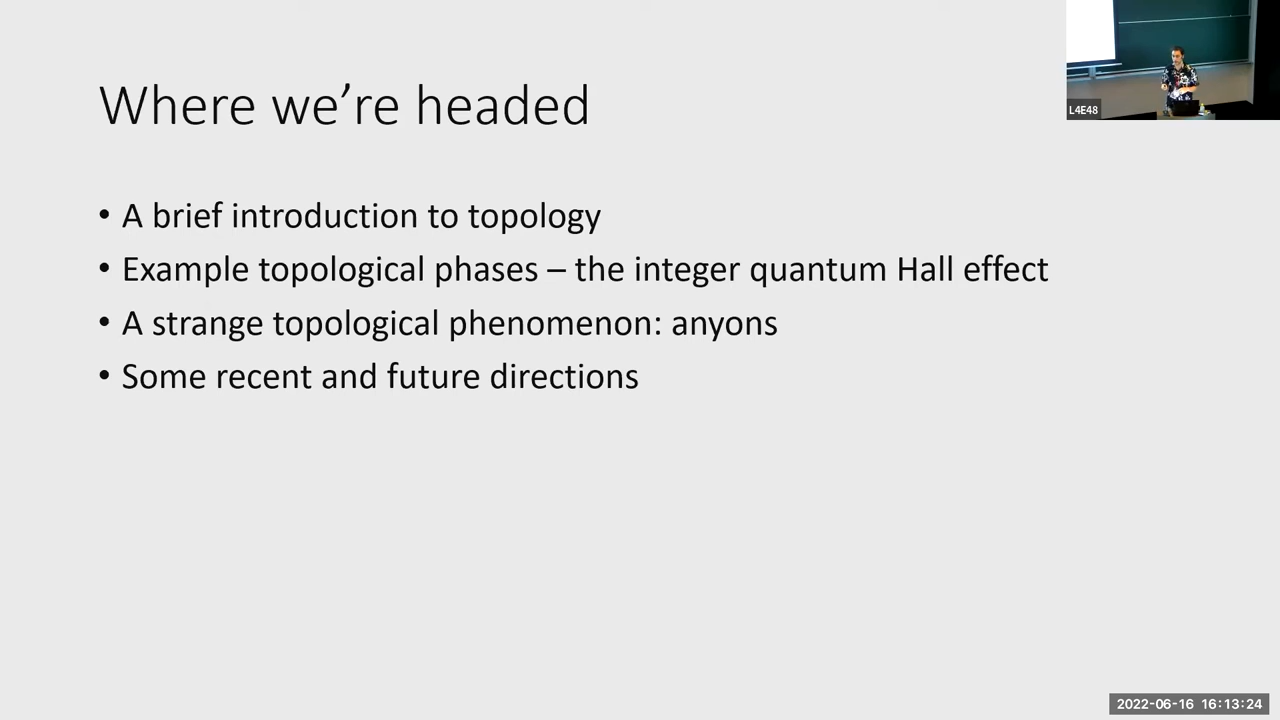 Where we're headed
L4E48
• A brief introduction to topology
• Example topological phases – the integer quantum Hall effect
• A strange topological phenomenon: anyons
• Some recent and future directions
2022-06-16 16:13:24